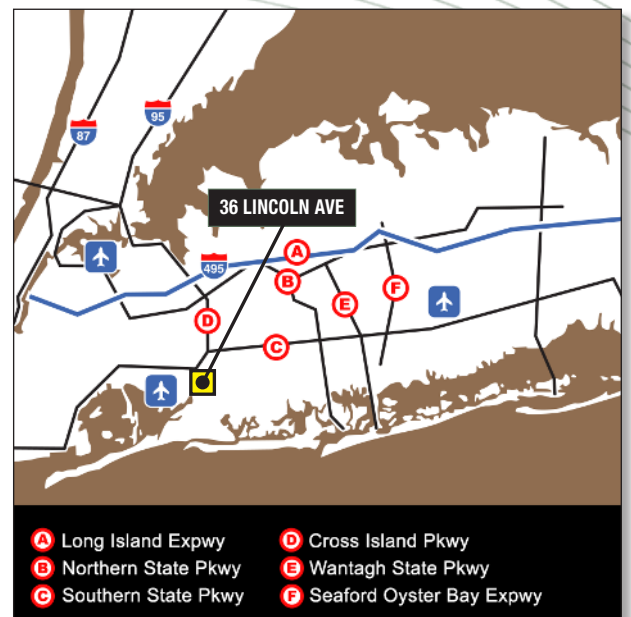 95
87
36 LINCOLN AVE
A
495
B
F
E
D
C
A Long Island Expwy
B Northern State Pkwy
C Southern State Pkwy
D Cross Island Pkwy
E Wantagh State Pkwy
F Seaford Oyster Bay Expwy